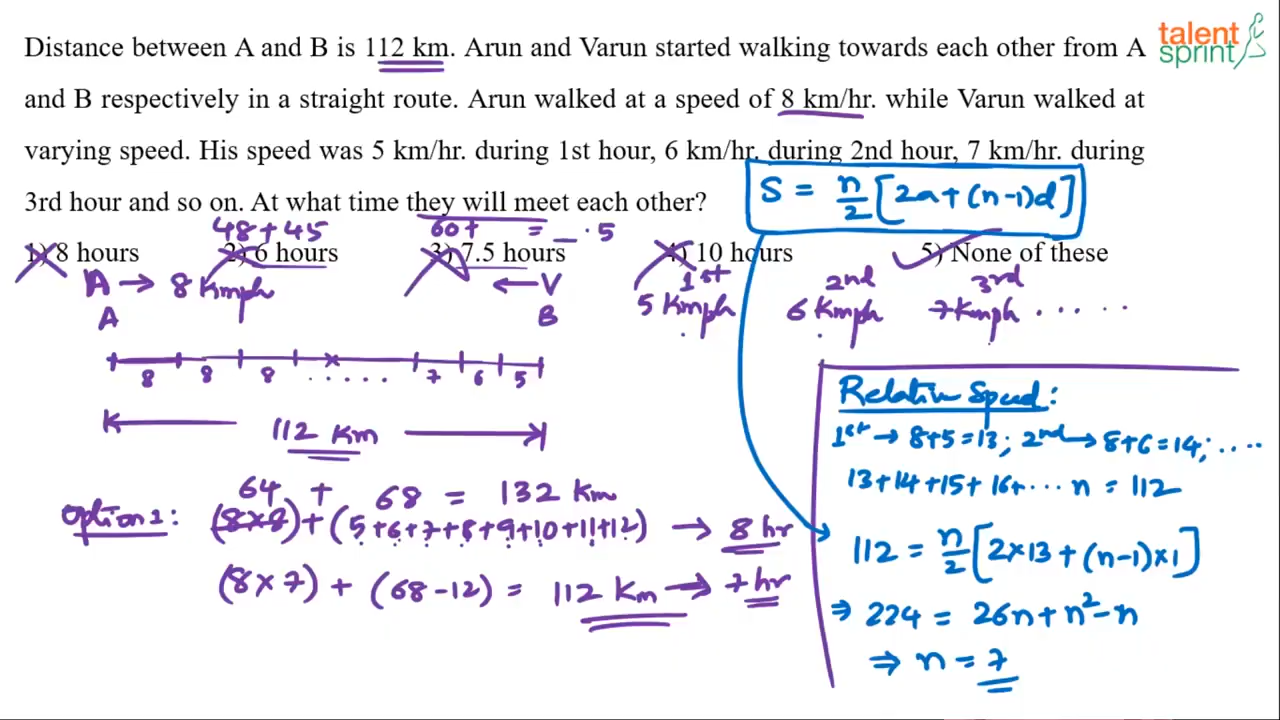 talent
sprint
Distance between A and B is 112 km. Arun and Varun started walking towards each other from A
and B respectively in a straight route. Arun walked at a speed of 8 km/hr. while Varun walked at
varying speed. His speed was 5 km/hr. during 1st hour, 6 km/hr. during 2nd hour, 7 km/hr. during
3rd hour and so on. At what time they will meet each other?
S = n/2 [2a + (n-1)d]
48 + 45
60+ = _ . 5
1) 8 hours 2) 6 hours 3) 7.5 hours 4) 10 hours 5) None of these
A → 8 Kmph ← V
A B
1st 2nd 3rd
5 Kmph 6 Kmph 7 Kmph . . . . .
8 8 8 . . . . . 7 6 5
112 Km
Relative Speed:
1st → 8+5=13; 2nd → 8+6=14; ....
13+14+15+16+... n = 112
64 + 68 = 132 Km
Option 1: (8×8) + (5+6+7+8+9+10+11+12) → 8 hr
(8×7) + (68-12) = 112 Km → 7 hr
112 = n/2 [2×13 + (n-1)×1]
⇒ 224 = 26n + n² - n
⇒ n = 7